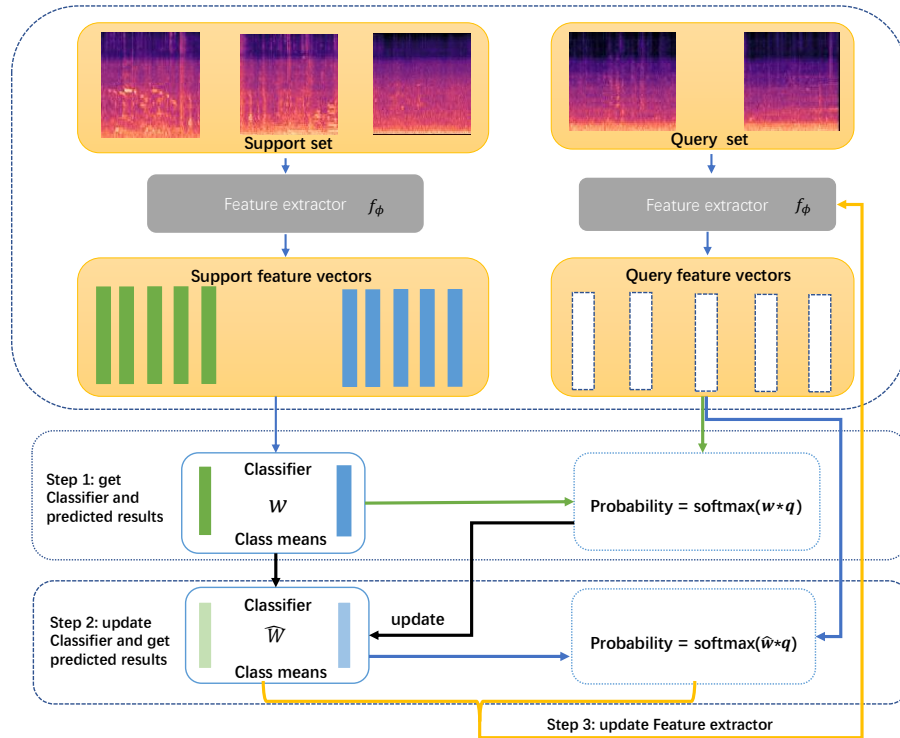 Support set
Query set
Feature extractor f_ϕ
Feature extractor f_ϕ
Support feature vectors
Query feature vectors
Step 1: get
Classifier and
predicted results
Classifier
w
Class means
Probability = softmax(w*q)
Step 2: update
Classifier and get
predicted results
Classifier
Ŵ
Class means
update
Probability = softmax(ŵ*q)
Step 3: update Feature extractor